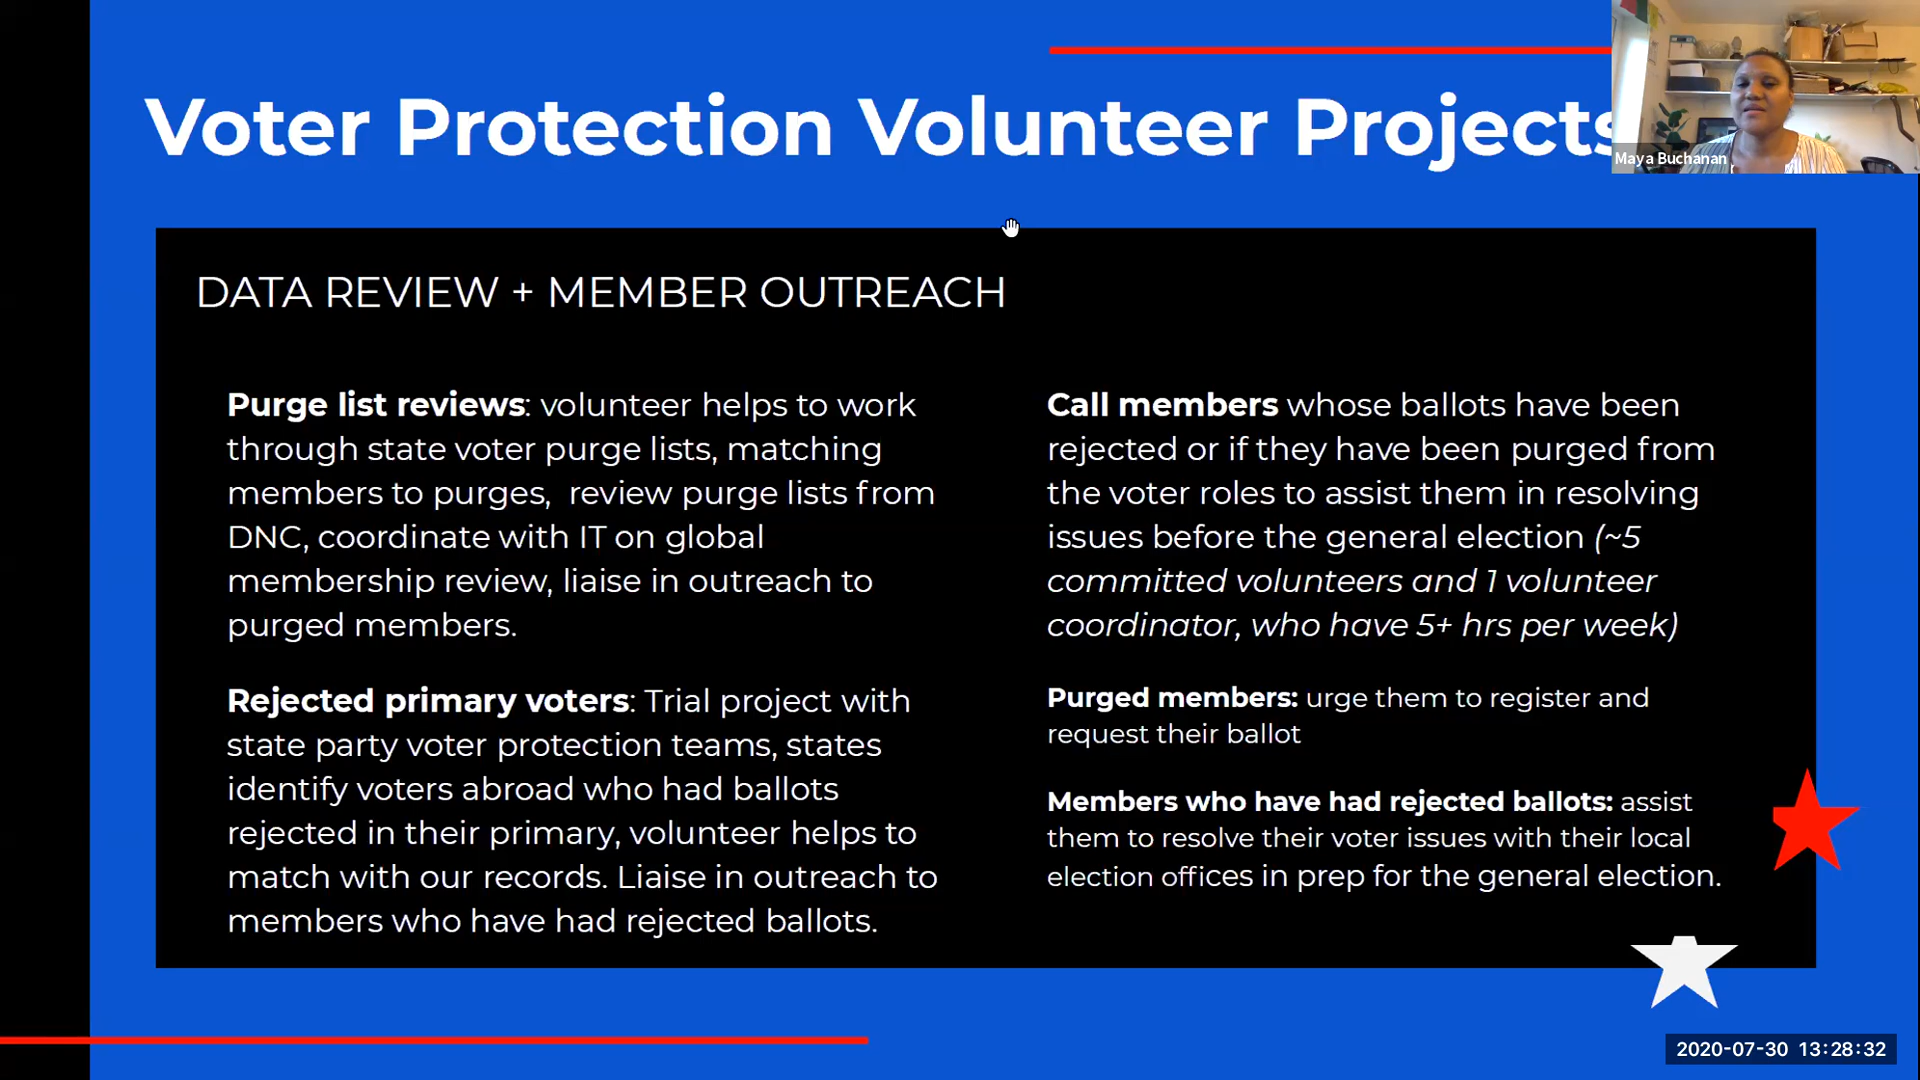 Voter Protection Volunteer Projects
Maya Buchanan
DATA REVIEW + MEMBER OUTREACH
Purge list reviews: volunteer helps to work
through state voter purge lists, matching
members to purges,  review purge lists from
DNC, coordinate with IT on global
membership review, liaise in outreach to
purged members.
Rejected primary voters: Trial project with
state party voter protection teams, states
identify voters abroad who had ballots
rejected in their primary, volunteer helps to
match with our records. Liaise in outreach to
members who have had rejected ballots.
Call members whose ballots have been
rejected or if they have been purged from
the voter roles to assist them in resolving
issues before the general election (~5
committed volunteers and 1 volunteer
coordinator, who have 5+ hrs per week)
Purged members: urge them to register and
request their ballot
Members who have had rejected ballots: assist
them to resolve their voter issues with their local
election offices in prep for the general election.
2020-07-30 13:28:32